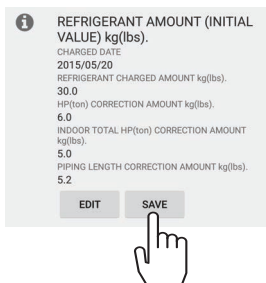 REFRIGERANT AMOUNT (INITIAL
VALUE) kg(lbs).
CHARGED DATE
2015/05/20
REFRIGERANT CHARGED AMOUNT kg(lbs).
30.0
HP(ton) CORRECTION AMOUNT kg(lbs).
6.0
INDOOR TOTAL HP(ton) CORRECTION AMOUNT
kg(lbs).
5.0
PIPING LENGTH CORRECTION AMOUNT kg(lbs).
5.2
EDIT SAVE